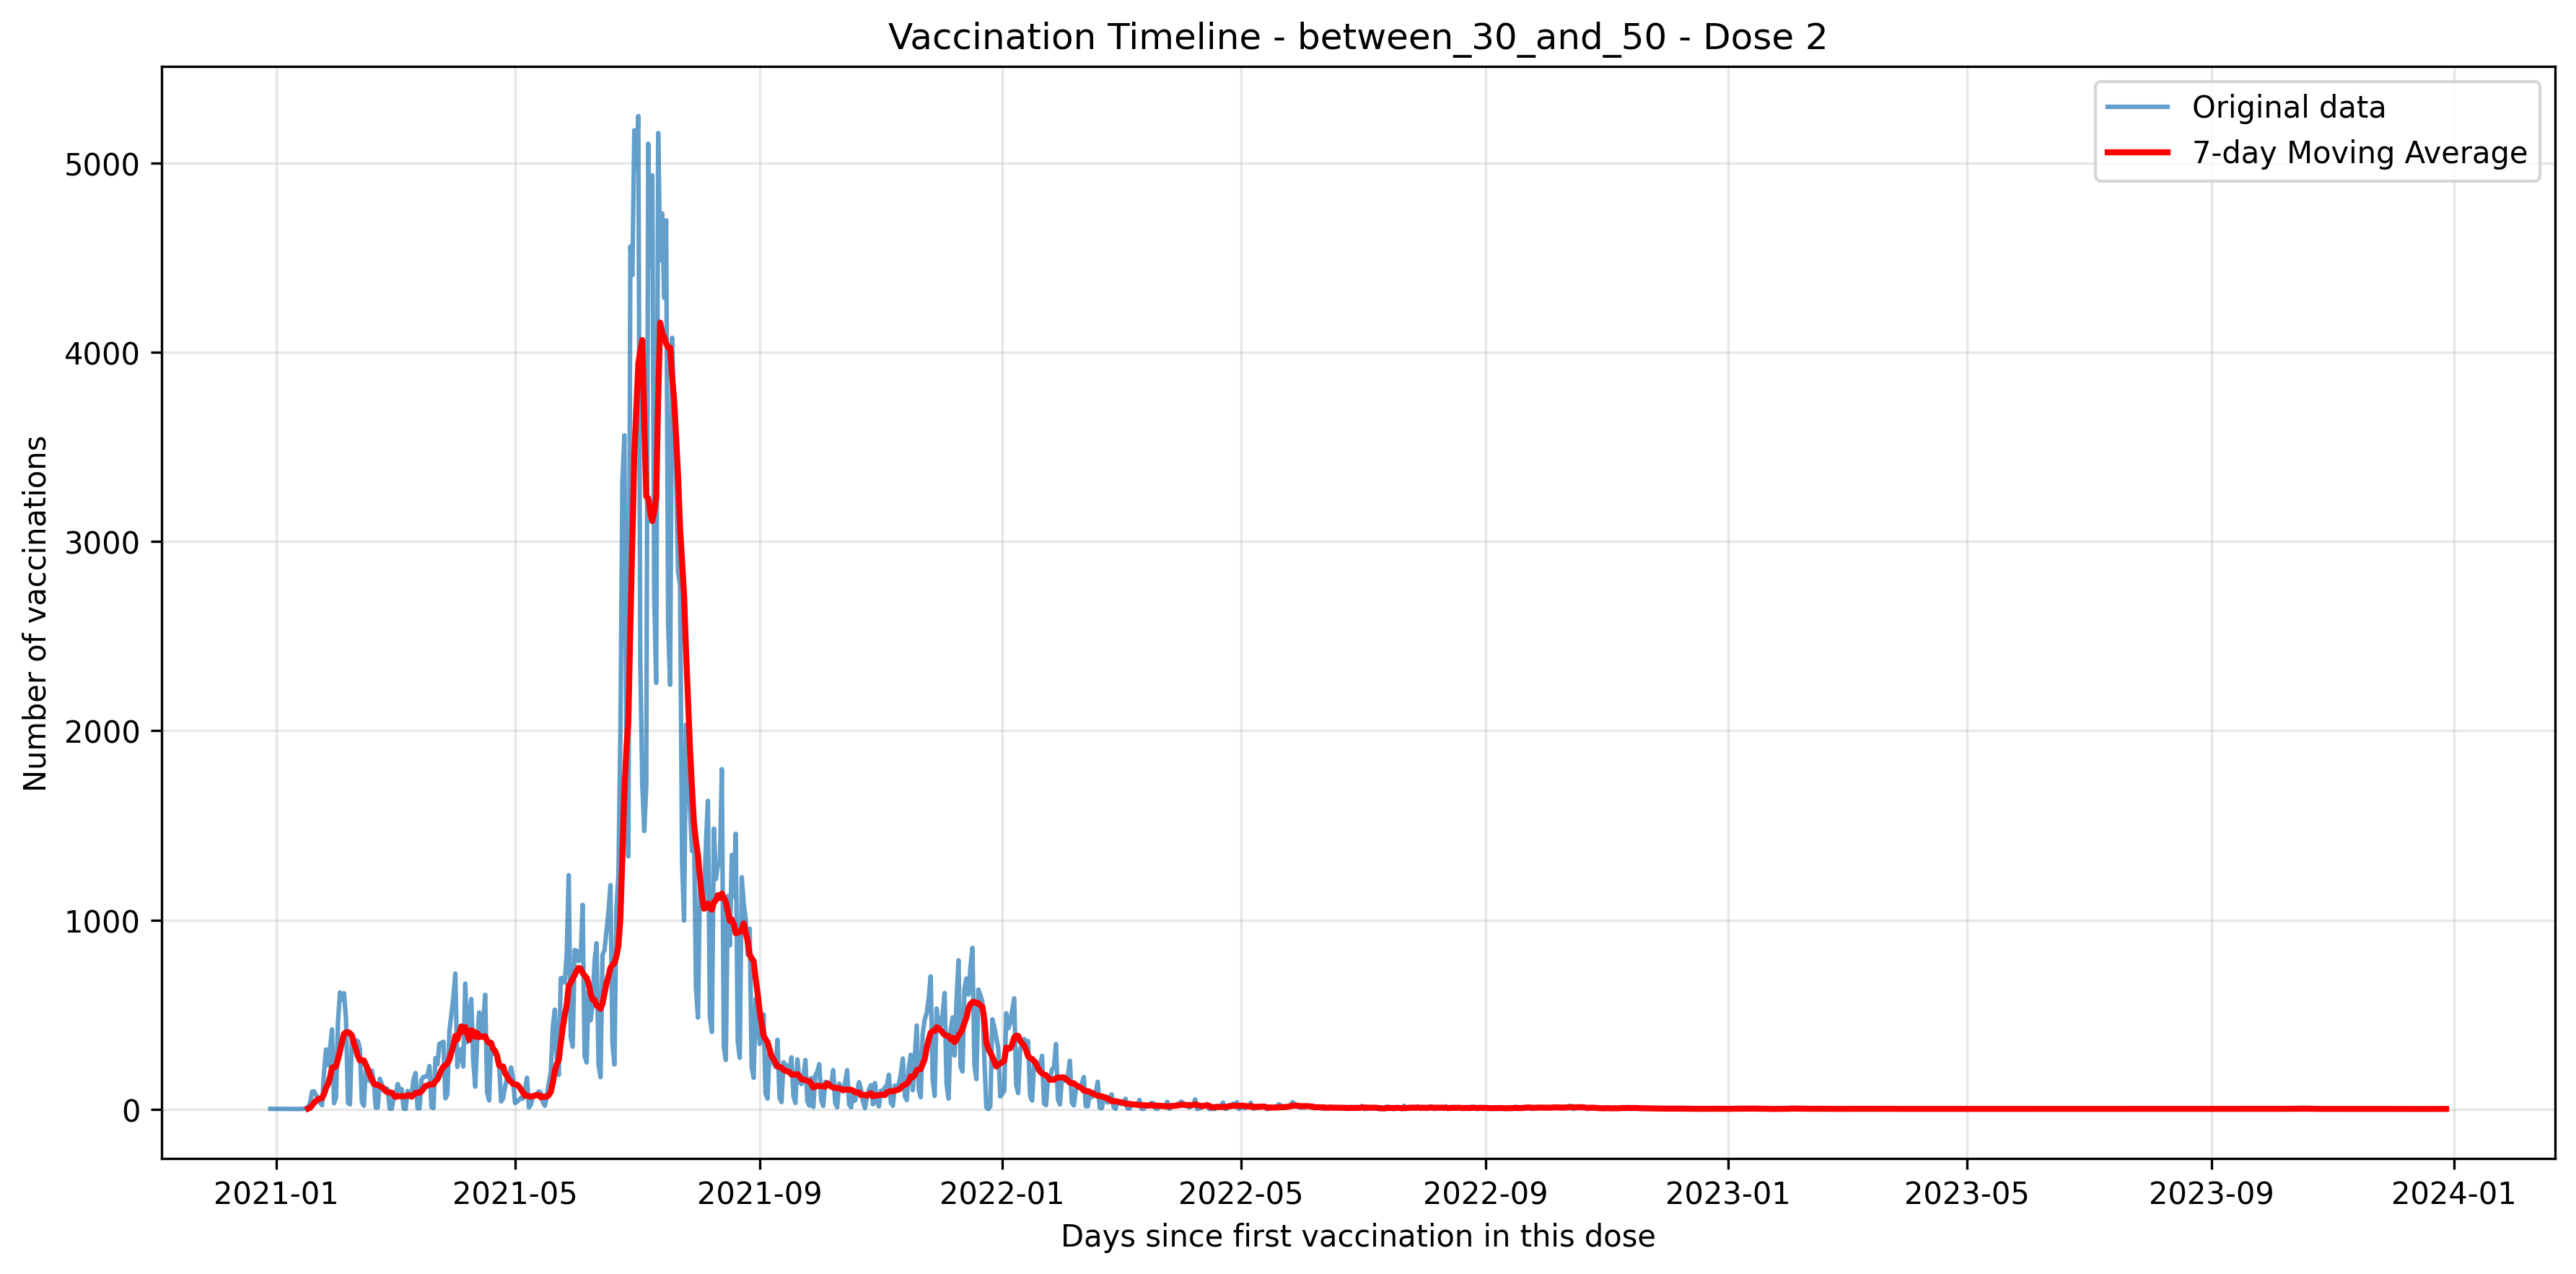 Vaccination Timeline - between_30_and_50 - Dose 2
Original data
7-day Moving Average
Number of vaccinations
5000
4000
3000
2000
1000
0
2021-01 2021-05 2021-09 2022-01 2022-05 2022-09 2023-01 2023-05 2023-09 2024-01
Days since first vaccination in this dose